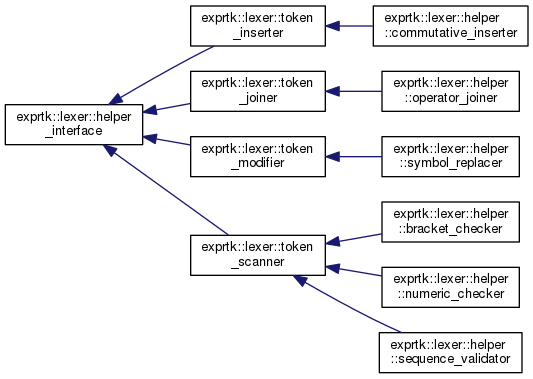 exprtk::lexer::helper
_interface
exprtk::lexer::token
_inserter
exprtk::lexer::helper
::commutative_inserter
exprtk::lexer::token
_joiner
exprtk::lexer::helper
::operator_joiner
exprtk::lexer::token
_modifier
exprtk::lexer::helper
::symbol_replacer
exprtk::lexer::token
_scanner
exprtk::lexer::helper
::bracket_checker
exprtk::lexer::helper
::numeric_checker
exprtk::lexer::helper
::sequence_validator